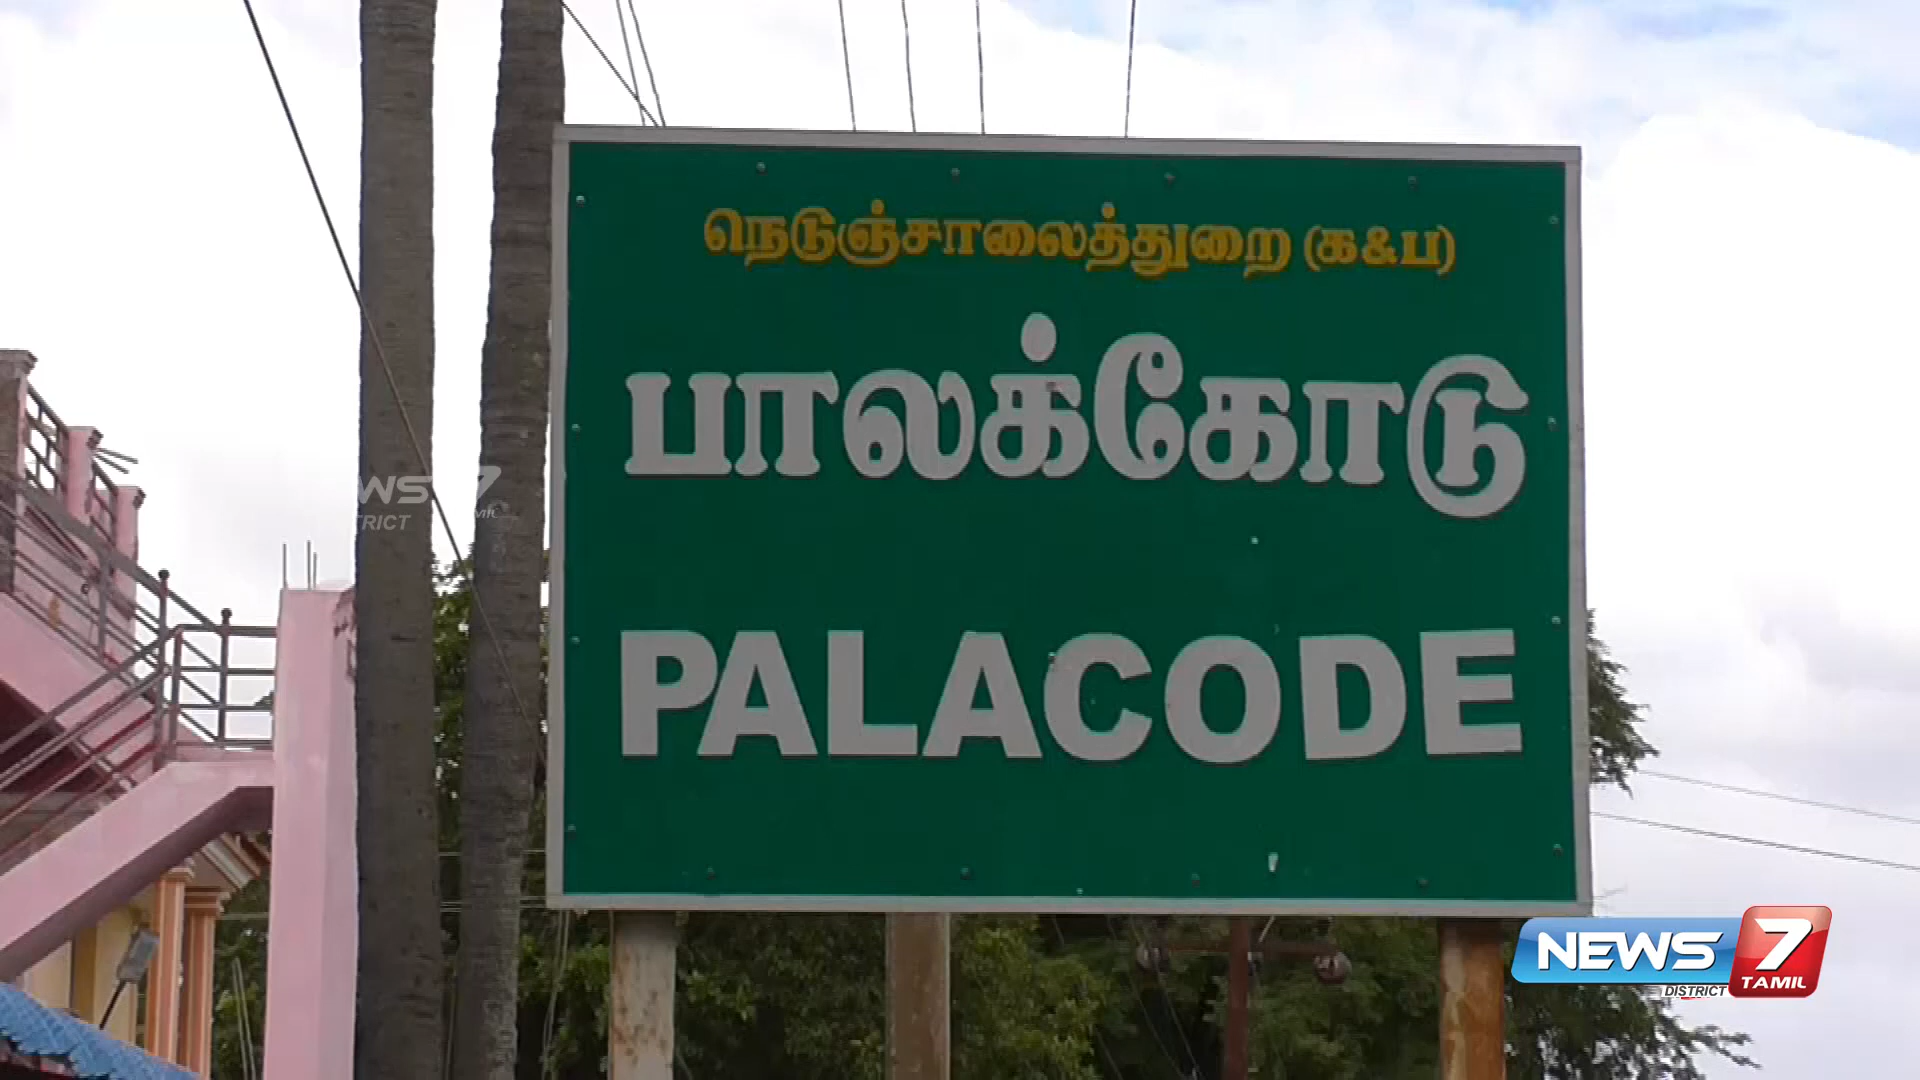 நெடுஞ்சாலைத்துறை (க&ப)
பாலக்கோடு
PALACODE
NEWS 7
TAMIL
DISTRICT